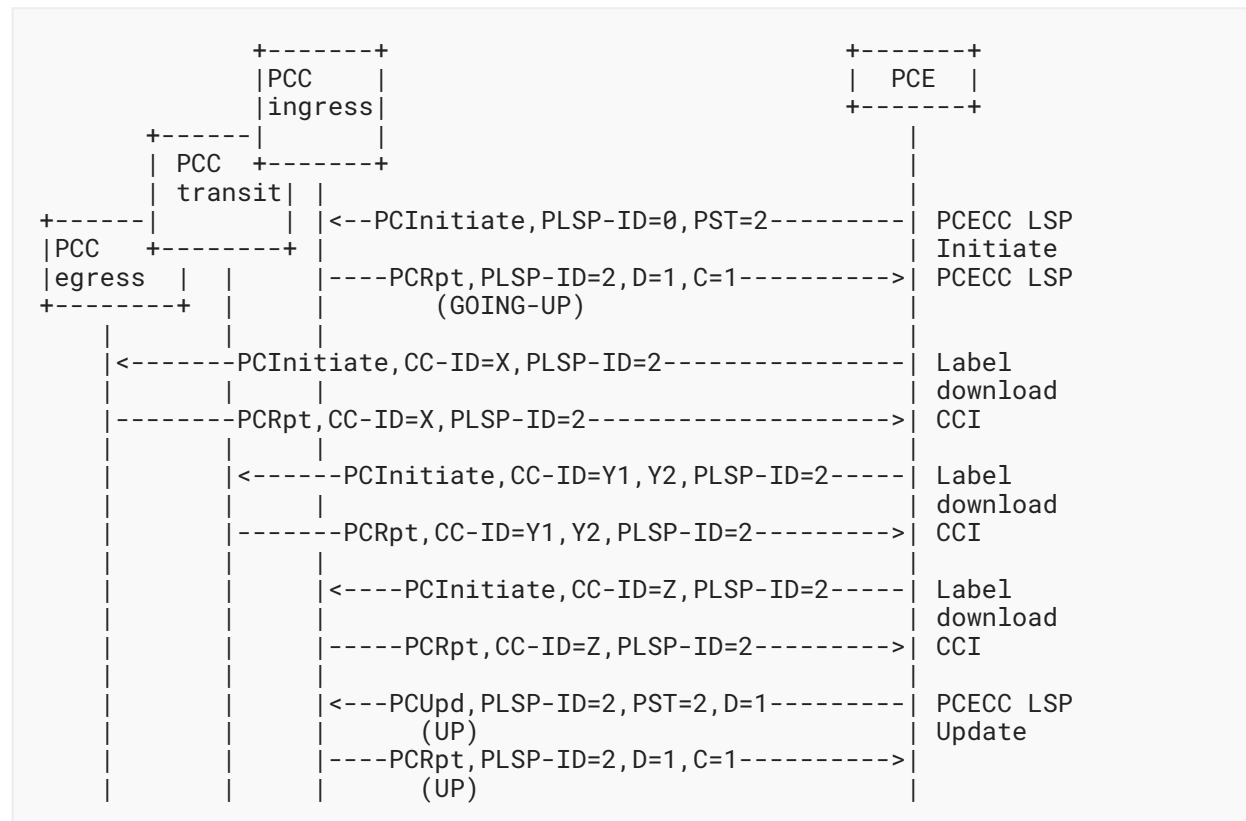 +-------+                              +-------+
               |PCC    |                              |  PCE  |
               |ingress|                              +-------+
        +------|       |                                  |
        | PCC  +-------+                                  |
        | transit| |                                      |
+------|        |  |<--PCInitiate,PLSP-ID=0,PST=2---------| PCECC LSP
|PCC   +--------+  |                                      | Initiate
|egress  |  |      |----PCRpt,PLSP-ID=2,D=1,C=1---------->| PCECC LSP
+--------+  |      |       (GOING-UP)                     |
    |       |      |                                      |
    |<-------PCInitiate,CC-ID=X,PLSP-ID=2----------------| Label
    |       |      |                                      | download
    |--------PCRpt,CC-ID=X,PLSP-ID=2-------------------->| CCI
    |       |      |                                      |
    |       |<------PCInitiate,CC-ID=Y1,Y2,PLSP-ID=2-----| Label
    |       |      |                                      | download
    |       |-------PCRpt,CC-ID=Y1,Y2,PLSP-ID=2--------->| CCI
    |       |      |                                      |
    |       |      |<----PCInitiate,CC-ID=Z,PLSP-ID=2-----| Label
    |       |      |                                      | download
    |       |      |-----PCRpt,CC-ID=Z,PLSP-ID=2--------->| CCI
    |       |      |                                      |
    |       |      |<---PCUpd,PLSP-ID=2,PST=2,D=1---------| PCECC LSP
    |       |      |      (UP)                            | Update
    |       |      |----PCRpt,PLSP-ID=2,D=1,C=1---------->|
    |       |      |      (UP)                            |